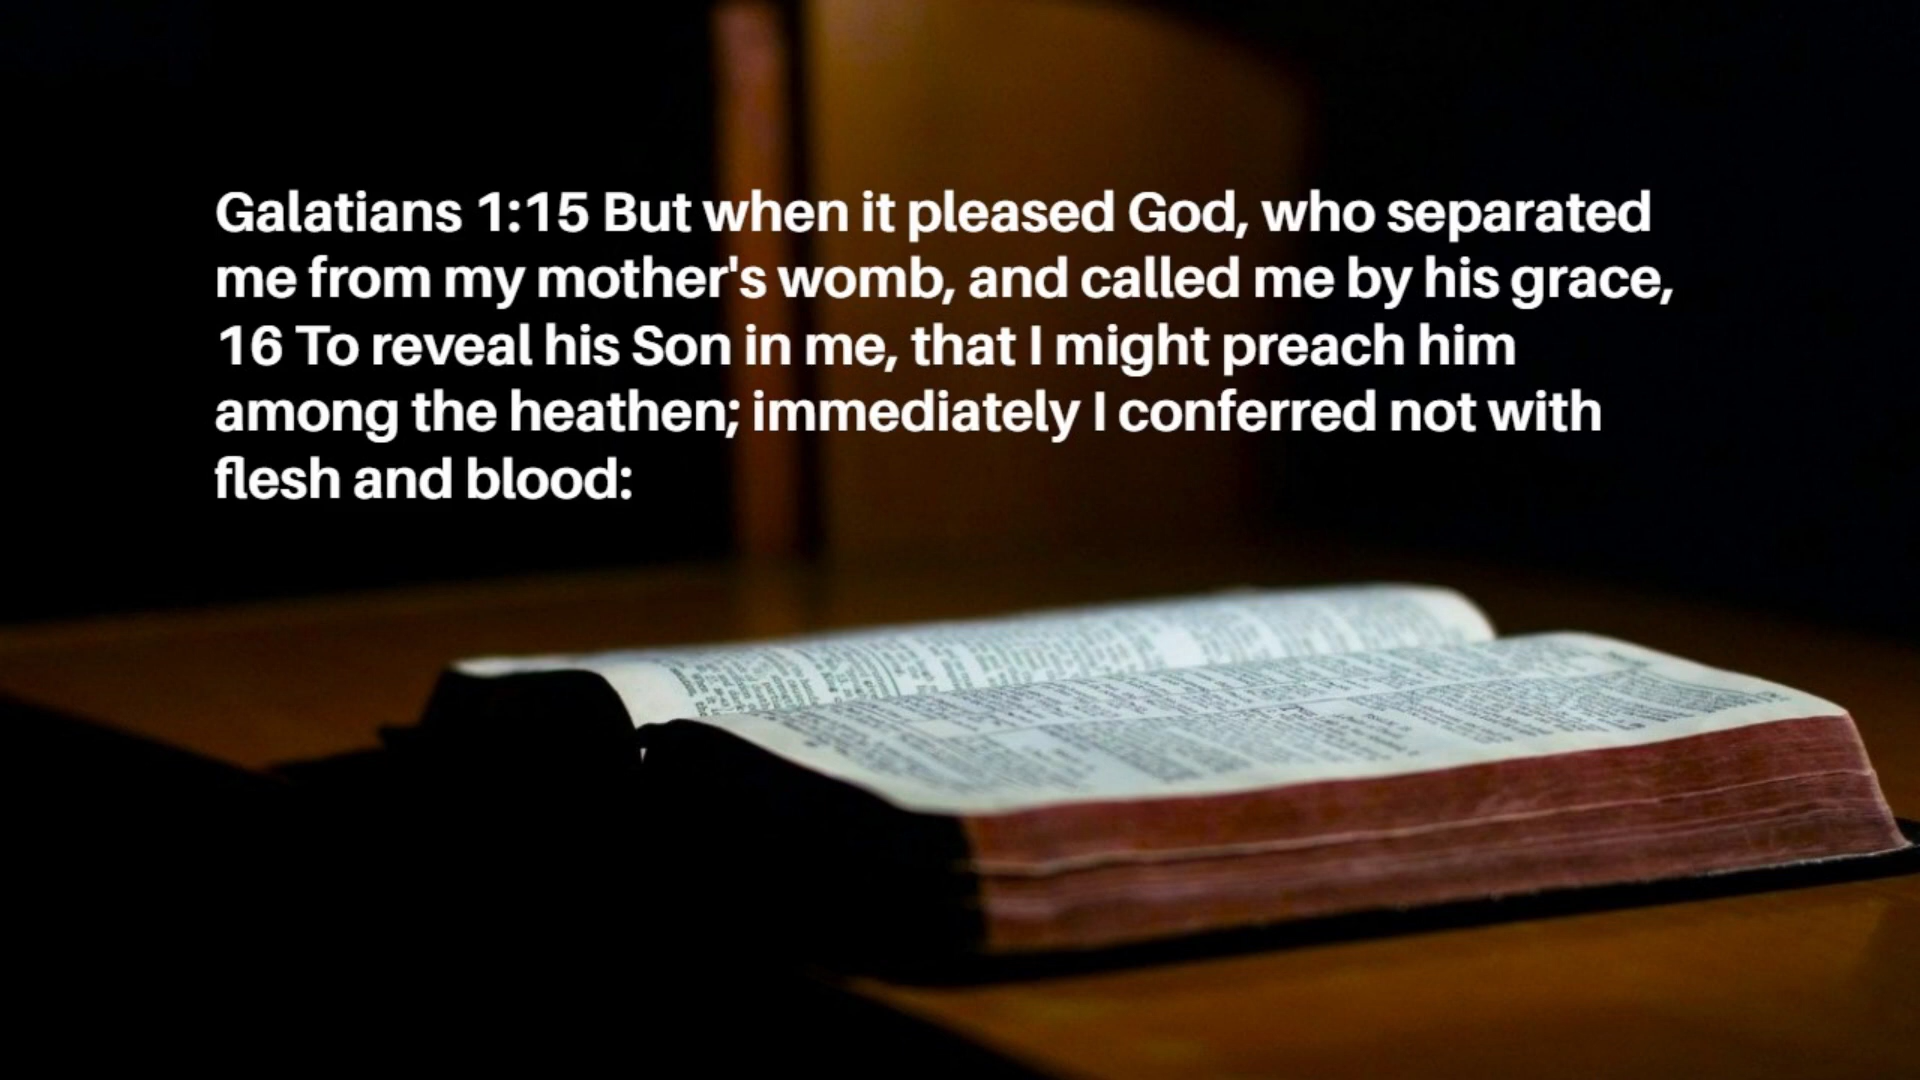 Galatians 1:15 But when it pleased God, who separated
me from my mother's womb, and called me by his grace,
16 To reveal his Son in me, that I might preach him
among the heathen; immediately I conferred not with
flesh and blood: